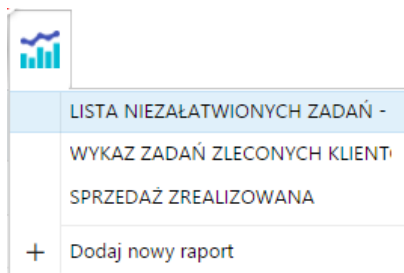 LISTA NIEZAŁATWIONYCH ZADAŃ -
WYKAZ ZADAŃ ZLECONYCH KLIENT
SPRZEDAŻ ZREALIZOWANA
+ Dodaj nowy raport